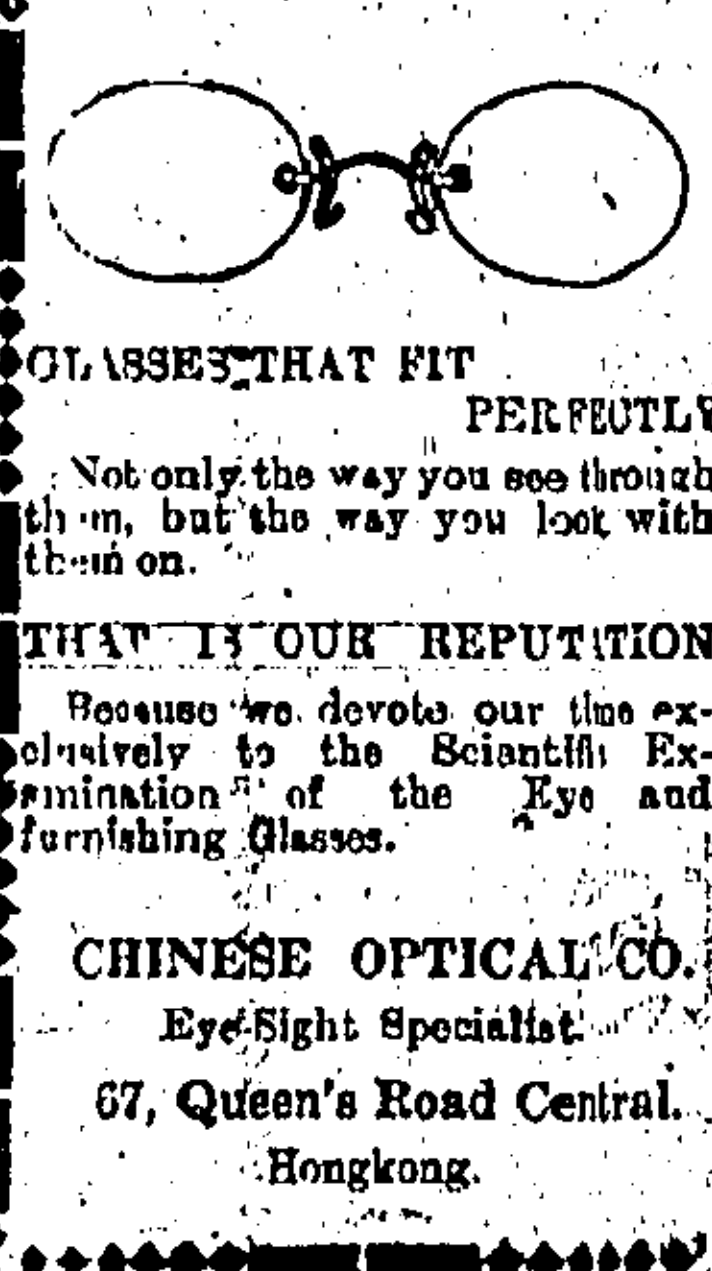 GLASSES THAT FIT
PERFECTLY
Not only the way you see through
them, but the way you look with
them on.
THAT IS OUR REPUTATION
Because we devote our time ex-
clusively to the Scientific Ex-
amination of the Eye and
furnishing Glasses.
CHINESE OPTICAL CO.
Eye-Sight Specialist.
67, Queen's Road Central.
Hongkong.